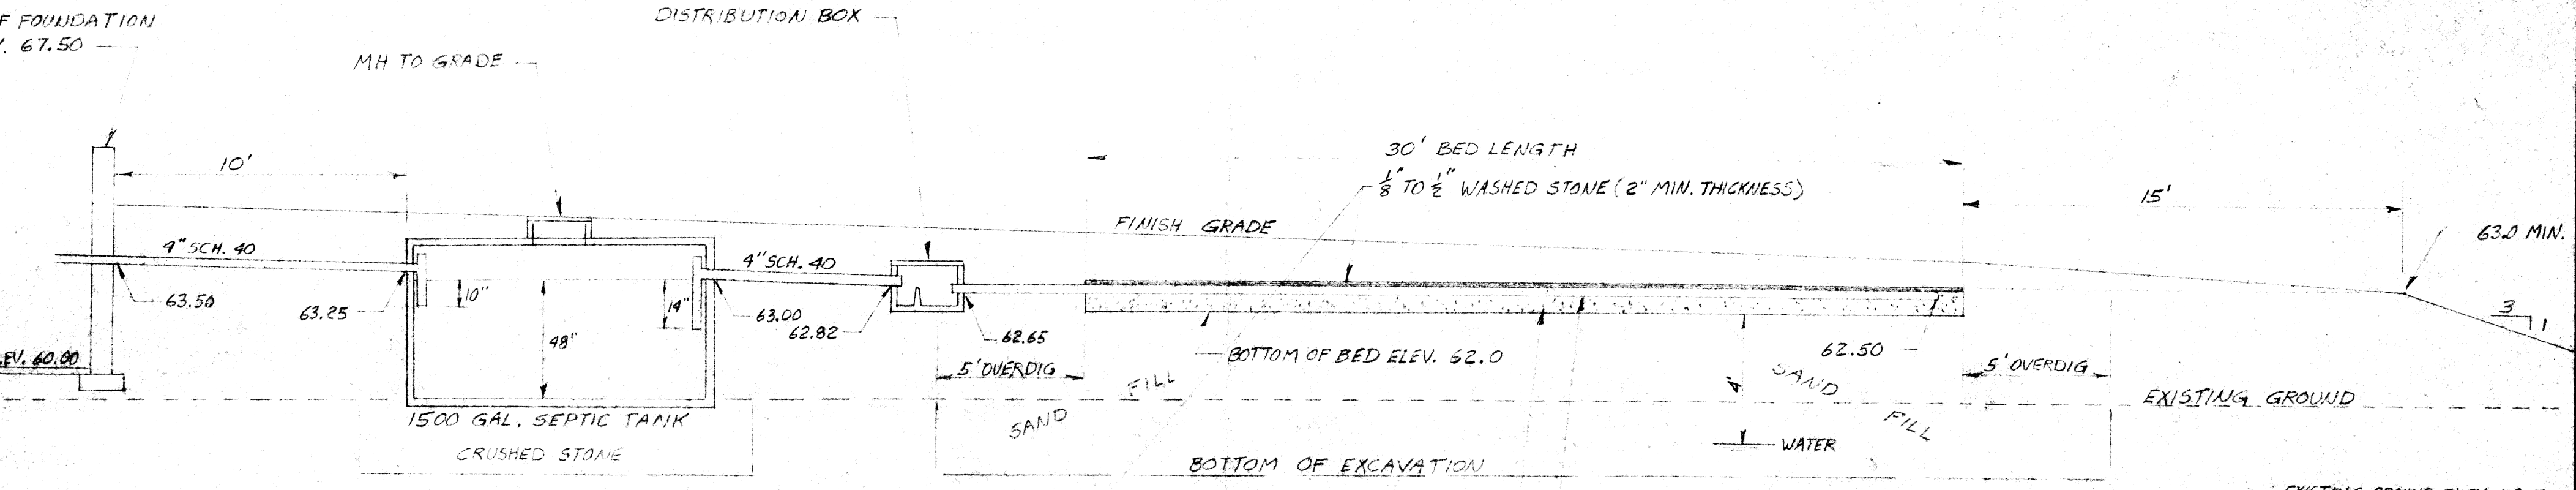 F FOUNDATION
. 67.50
DISTRIBUTION BOX
MH TO GRADE
10'
30' BED LENGTH
1/8" TO 1/2" WASHED STONE (2" MIN. THICKNESS)
15'
FINISH GRADE
63.0 MIN.
4" SCH. 40
4" SCH. 40
63.50
63.25
10"
14"
48"
63.00
62.82
62.65
3
1
BOTTOM OF BED ELEV. 62.0
62.50
EV. 60.00
5' OVERDIG
5' OVERDIG
SAND FILL
SAND FILL
EXISTING GROUND
1500 GAL. SEPTIC TANK
CRUSHED STONE
WATER
BOTTOM OF EXCAVATION
EXISTING GROUND ELEV.